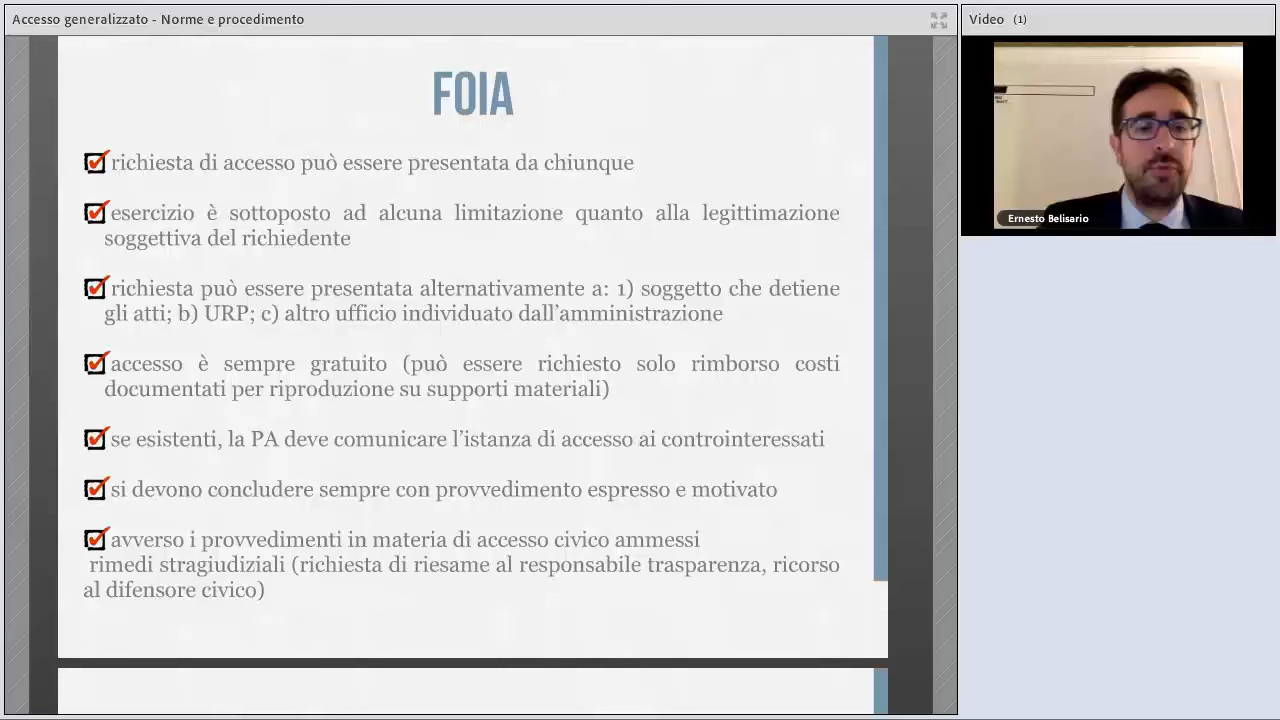 Accesso generalizzato - Norme e procedimento
Video (1)
FOIA
richiesta di accesso può essere presentata da chiunque
esercizio è sottoposto ad alcuna limitazione quanto alla legittimazione
soggettiva del richiedente
richiesta può essere presentata alternativamente a: 1) soggetto che detiene
gli atti; b) URP; c) altro ufficio individuato dall’amministrazione
accesso è sempre gratuito (può essere richiesto solo rimborso costi
documentati per riproduzione su supporti materiali)
se esistenti, la PA deve comunicare l’istanza di accesso ai controinteressati
si devono concludere sempre con provvedimento espresso e motivato
avverso i provvedimenti in materia di accesso civico ammessi
rimedi stragiudiziali (richiesta di riesame al responsabile trasparenza, ricorso
al difensore civico)
Ernesto Belisario